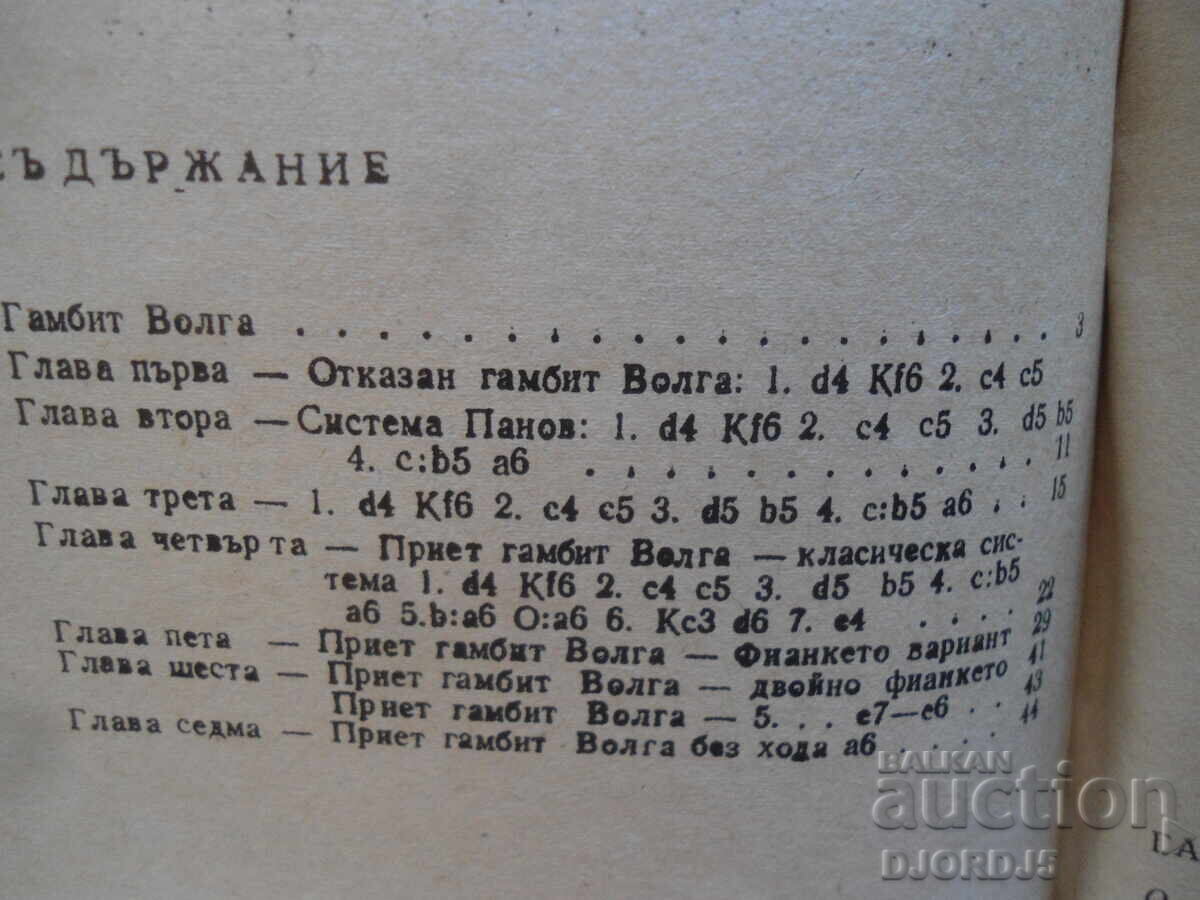 СЪДЪРЖАНИЕ
Гамбит Волга . . . . . . . . . . . . . . . . . . 3
Глава първа — Отказан гамбит Волга: 1. d4 Кf6 2. c4 c5
Глава втора — Система Панов: 1. d4 Кf6 2. c4 c5 3. d5 b5
4. c:b5 a6 . . . . . . . . . . . . 11
Глава трета — 1. d4 Кf6 2. c4 c5 3. d5 b5 4. c:b5 a6 . . 15
Глава четвърта — Приет гамбит Волга — класическа сис-
тема 1. d4 Кf6 2. c4 c5 3. d5 b5 4. c:b5
a6 5. b:a6 O:a6 6. Кc3 d6 7. e4 . . . . 22
Глава пета — Приет гамбит Волга — Фианкето вариант 29
Глава шеста — Приет гамбит Волга — двойно фианкето 41
Приет гамбит Волга — 5. . . e7—e6 . . 43
Глава седма — Приет гамбит Волга без хода a6 . . . . 44
BALKAN
auction
DJORDJ5